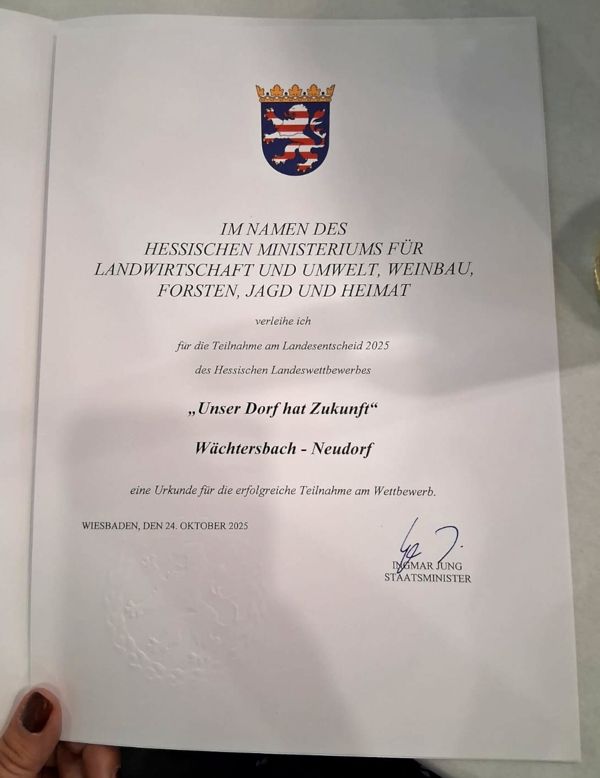 IM NAMEN DES
HESSISCHEN MINISTERIUMS FÜR
LANDWIRTSCHAFT UND UMWELT, WEINBAU,
FORSTEN, JAGD UND HEIMAT
verleihe ich
für die Teilnahme am Landesentscheid 2025
des Hessischen Landeswettbewerbes
„Unser Dorf hat Zukunft“
Wächtersbach - Neudorf
eine Urkunde für die erfolgreiche Teilnahme am Wettbewerb.
WIESBADEN, DEN 24. OKTOBER 2025
INGMAR JUNG
STAATSMINISTER